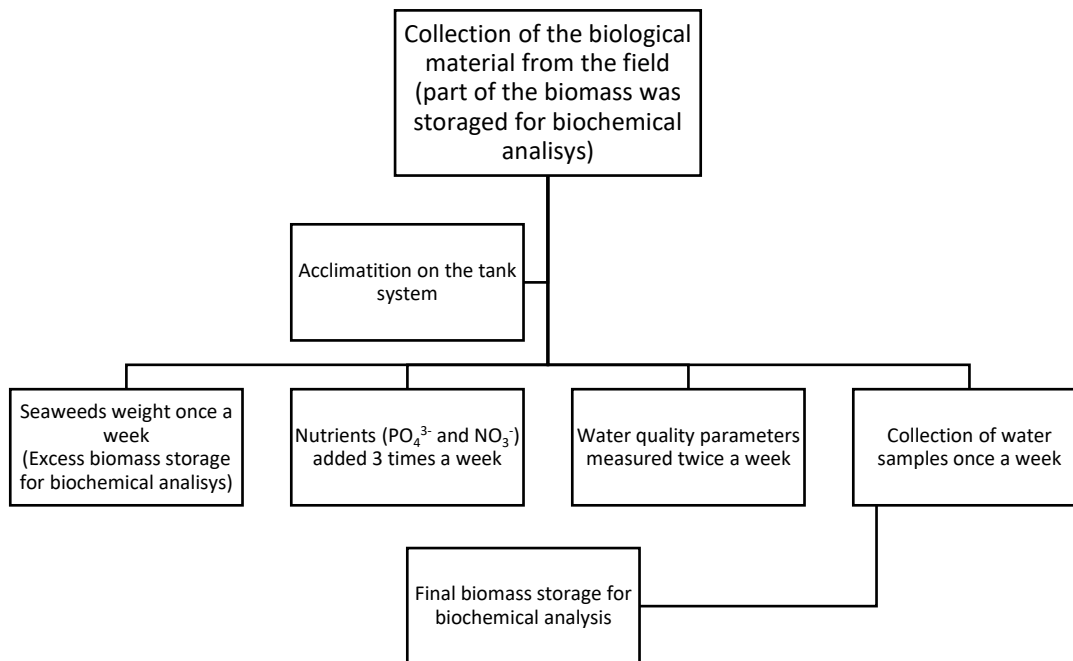 Collection of the biological
material from the field
(part of the biomass was
storaged for biochemical
analisys)
Acclimatition on the tank
system
Seaweeds weight once a
week
(Excess biomass storage
for biochemical analisys)
Nutrients (PO₄³⁻ and NO₃⁻)
added 3 times a week
Water quality parameters
measured twice a week
Collection of water
samples once a week
Final biomass storage for
biochemical analysis